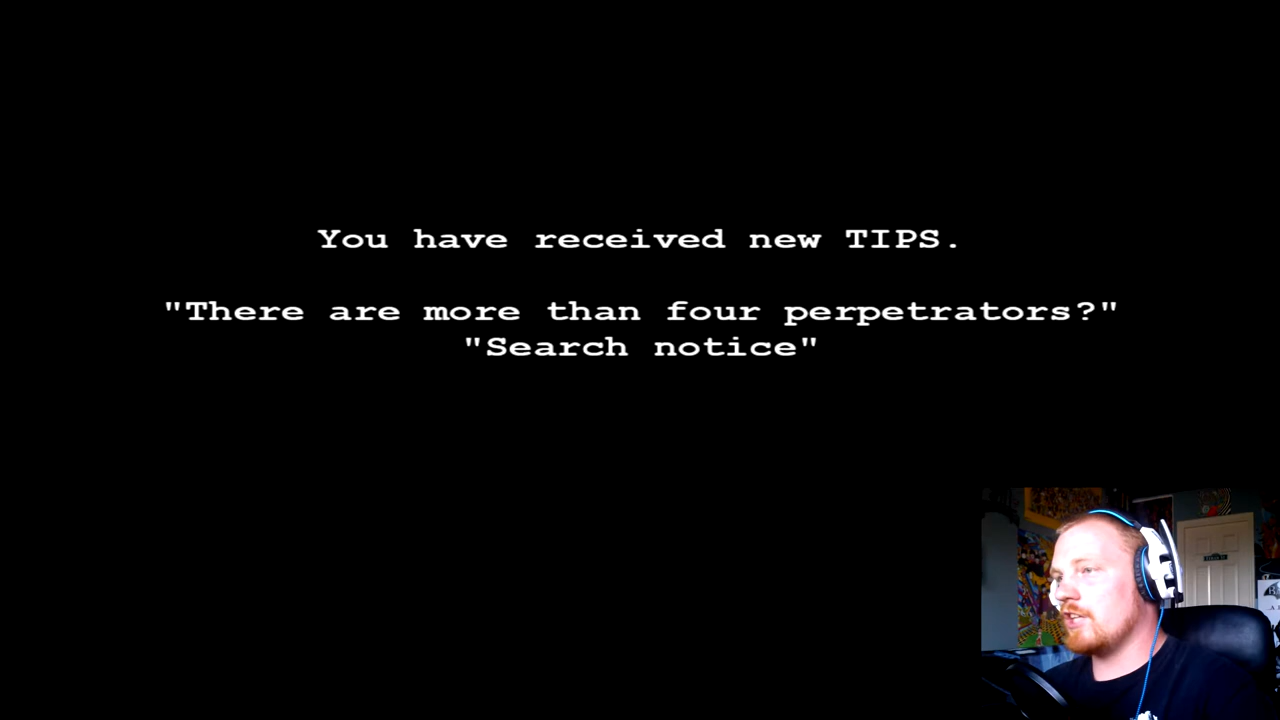 You have received new TIPS.
"There are more than four perpetrators?"
"Search notice"